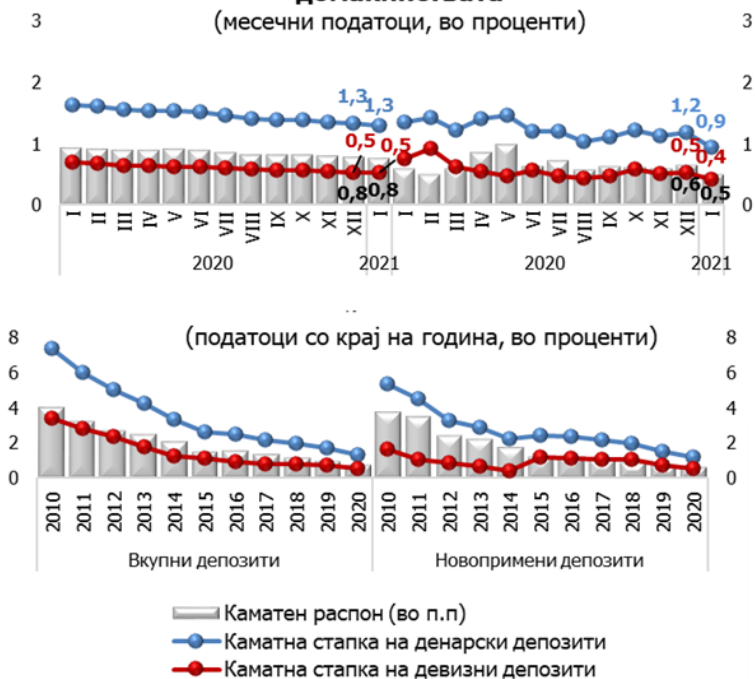 (месечни податоци, во проценти)
3 3
2 2
1 1
0 0
1,3 1,3 1,2 0,9
0,5 0,5 0,5 0,4
0,8 0,8 0,6 0,5
I II III IV V VI VII VIII IX X XI XII I I II III IV V VI VII VIII IX X XI XII I
2020 2021 2020 2021
(податоци со крај на година, во проценти)
8 8
6 6
4 4
2 2
0 0
2010 2011 2012 2013 2014 2015 2016 2017 2018 2019 2020 2010 2011 2012 2013 2014 2015 2016 2017 2018 2019 2020
Вкупни депозити Новопримени депозити
Каматен распон (во п.п)
Каматна стапка на денарски депозити
Каматна стапка на девизни депозити